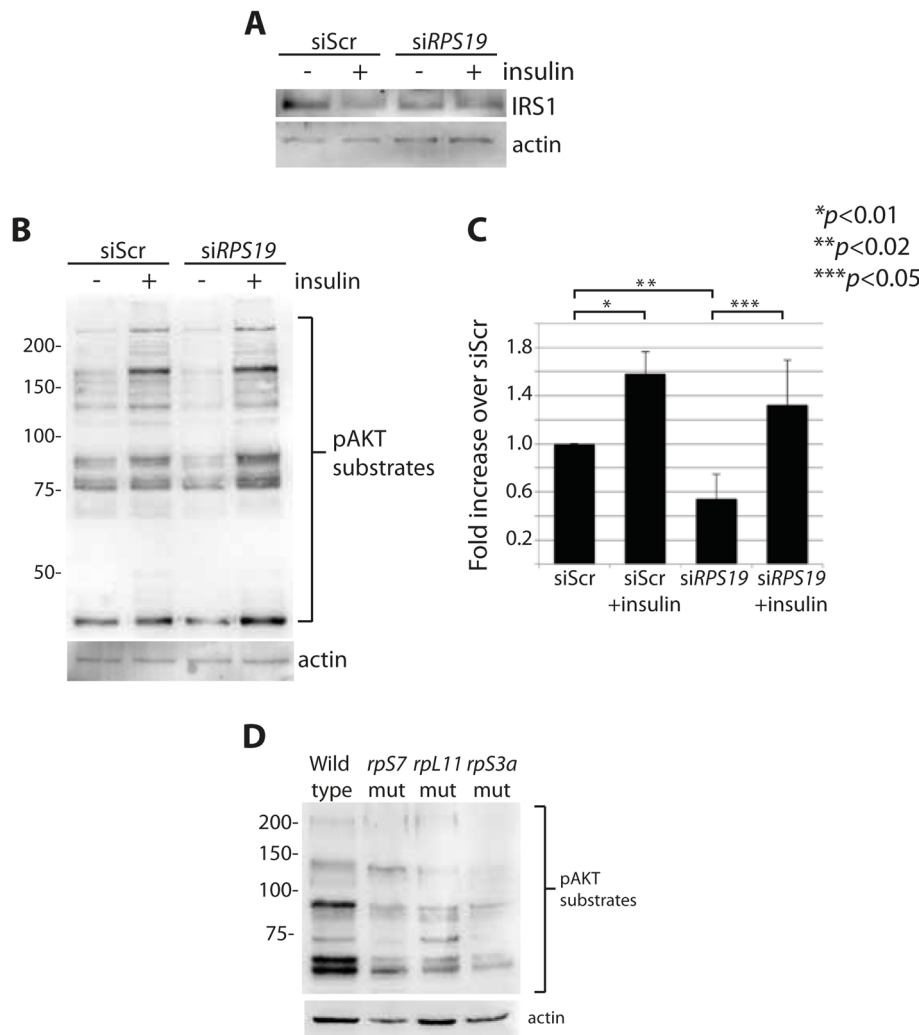 A
siScr siRPS19
- + - + insulin
IRS1
actin
B
siScr siRPS19
- + - + insulin
200-
150-
100-
75-
50-
pAKT
substrates
actin
C
*p<0.01
**p<0.02
***p<0.05
**
* ***
Fold increase over siScr
1.8
1.4
1.0
0.6
0.2
siScr siScr siRPS19 siRPS19
+insulin +insulin
D
Wild rpS7 rpL11 rpS3a
type mut mut mut
200-
150-
100-
75-
pAKT
substrates
actin